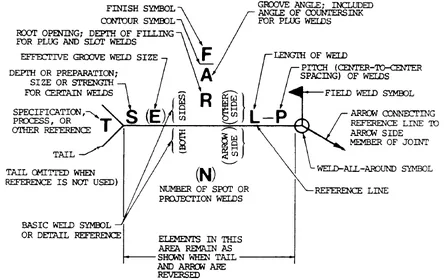 FINISH SYMBOL
CONTOUR SYMBOL
ROOT OPENING; DEPTH OF FILLING
FOR PLUG AND SLOT WELDS
EFFECTIVE GROOVE WELD SIZE
DEPTH OR PREPARATION;
SIZE OR STRENGTH
FOR CERTAIN WELDS
SPECIFICATION,
PROCESS, OR
OTHER REFERENCE
TAIL
TAIL OMITTED WHEN
REFERENCE IS NOT USED)
BASIC WELD SYMBOL
OR DETAIL REFERENCE
GROOVE ANGLE; INCLUDED
ANGLE OF COUNTERSINK
FOR PLUG WELDS
F
A
R
T
S (E)
(BOTH SIDES)
(ARROW SIDE)
(OTHER SIDE)
L-P
(N)
NUMBER OF SPOT OR
PROJECTION WELDS
LENGTH OF WELD
PITCH (CENTER-TO-CENTER
SPACING) OF WELDS
FIELD WELD SYMBOL
ARROW CONNECTING
REFERENCE LINE TO
ARROW SIDE
MEMBER OF JOINT
WELD-ALL-AROUND SYMBOL
REFERENCE LINE
ELEMENTS IN THIS
AREA REMAIN AS
SHOWN WHEN TAIL
AND ARROW ARE
REVERSED